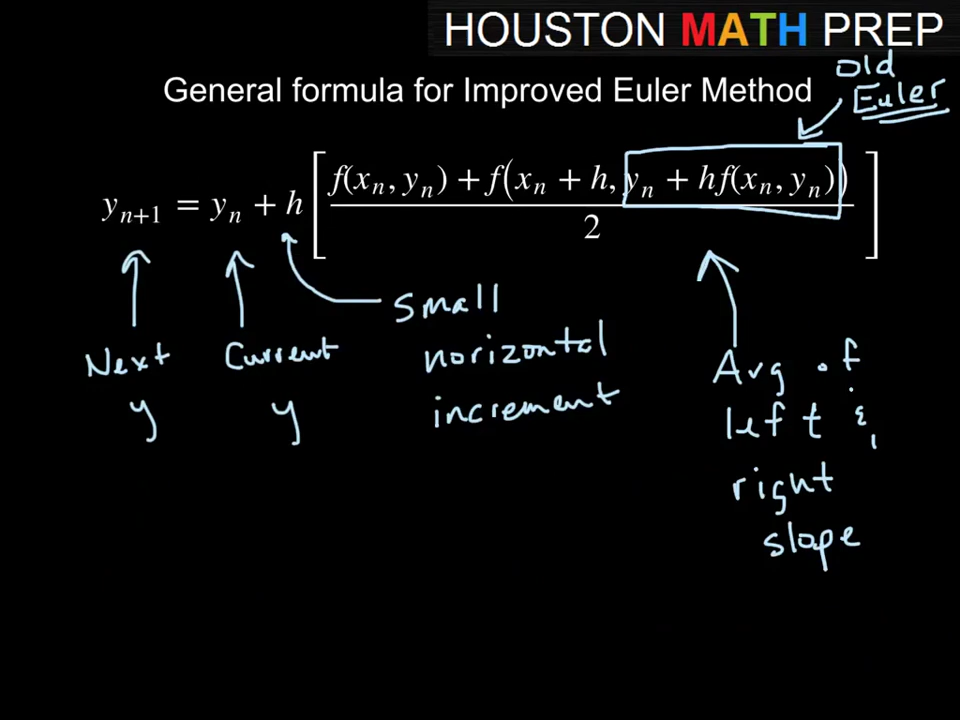 HOUSTON MATH PREP
General formula for Improved Euler Method
old
Euler
y_{n+1} = y_n + h [ (f(x_n, y_n) + f(x_n + h, y_n + hf(x_n, y_n))) / 2 ]
Next
y
Current
y
small
horizontal
increment
Avg of
left &
right
slope